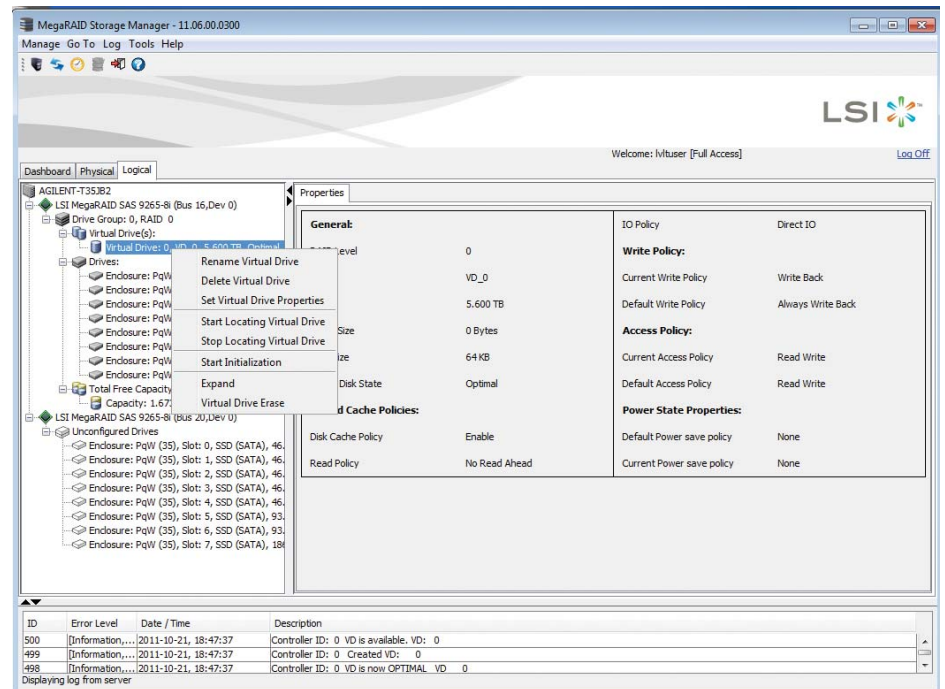 MegaRAID Storage Manager - 11.06.00.0300
Manage Go To Log Tools Help
LSI
Welcome: lvltuser [Full Access]
Log Off
Dashboard Physical Logical
AGILENT-T35JB2
LSI MegaRAID SAS 9265-8i (Bus 16,Dev 0)
Drive Group: 0, RAID 0
Virtual Drive(s):
Virtual Drive: 0, VD_0, 5.600 TB, Optimal
Drives:
Enclosure: PqW
Enclosure: PqW
Enclosure: PqW
Enclosure: PqW
Enclosure: PqW
Enclosure: PqW
Enclosure: PqW
Enclosure: PqW
Total Free Capacity
Capacity: 1.67
LSI MegaRAID SAS 9265-8i (Bus 20,Dev 0)
Unconfigured Drives
Enclosure: PqW (35), Slot: 0, SSD (SATA), 46.
Enclosure: PqW (35), Slot: 1, SSD (SATA), 46.
Enclosure: PqW (35), Slot: 2, SSD (SATA), 46.
Enclosure: PqW (35), Slot: 3, SSD (SATA), 46.
Enclosure: PqW (35), Slot: 4, SSD (SATA), 46.
Enclosure: PqW (35), Slot: 5, SSD (SATA), 93.
Enclosure: PqW (35), Slot: 6, SSD (SATA), 93.
Enclosure: PqW (35), Slot: 7, SSD (SATA), 186
Rename Virtual Drive
Delete Virtual Drive
Set Virtual Drive Properties
Start Locating Virtual Drive
Stop Locating Virtual Drive
Start Initialization
Expand
Virtual Drive Erase
Properties
General:
Level 0
VD_0
5.600 TB
Size 0 Bytes
64 KB
Disk State Optimal
Cache Policies:
Disk Cache Policy Enable
Read Policy No Read Ahead
IO Policy Direct IO
Write Policy:
Current Write Policy Write Back
Default Write Policy Always Write Back
Access Policy:
Current Access Policy Read Write
Default Access Policy Read Write
Power State Properties:
Default Power save policy None
Current Power save policy None
ID Error Level Date / Time Description
500 [Information,... 2011-10-21, 18:47:37 Controller ID: 0 VD is available. VD: 0
499 [Information,... 2011-10-21, 18:47:37 Controller ID: 0 Created VD: 0
498 [Information,... 2011-10-21, 18:47:37 Controller ID: 0 VD is now OPTIMAL VD 0
Displaying log from server